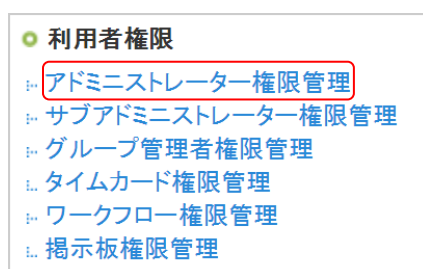 利用者権限
アドミニストレーター権限管理
サブアドミニストレーター権限管理
グループ管理者権限管理
タイムカード権限管理
ワークフロー権限管理
掲示板権限管理